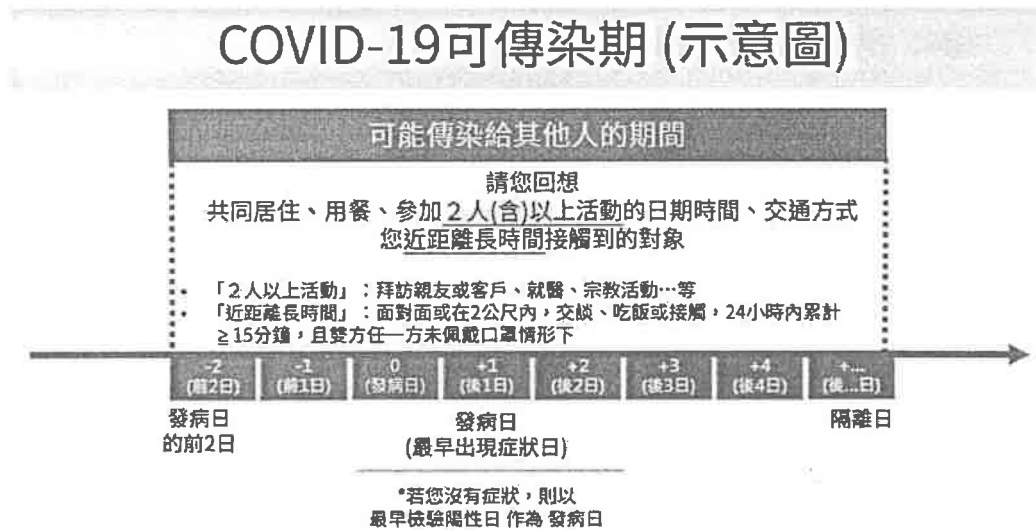 COVID-19可傳染期 (示意圖)
可能傳染給其他人的期間
請您回想
共同居住、用餐、參加2人(含)以上活動的日期時間、交通方式
您近距離長時間接觸到的對象
• 「2人以上活動」：拜訪親友或客戶、就醫、宗教活動…等
• 「近距離長時間」：面對面或在2公尺內，交談、吃飯或接觸，24小時內累計
≧15分鐘，且雙方任一方未佩戴口罩情形下
-2 -1 0 +1 +2 +3 +4 +...
(前2日) (前1日) (發病日) (後1日) (後2日) (後3日) (後4日) (後...日)
發病日 發病日 隔離日
的前2日 (最早出現症狀日)
*若您沒有症狀，則以
最早檢驗陽性日 作為 發病日